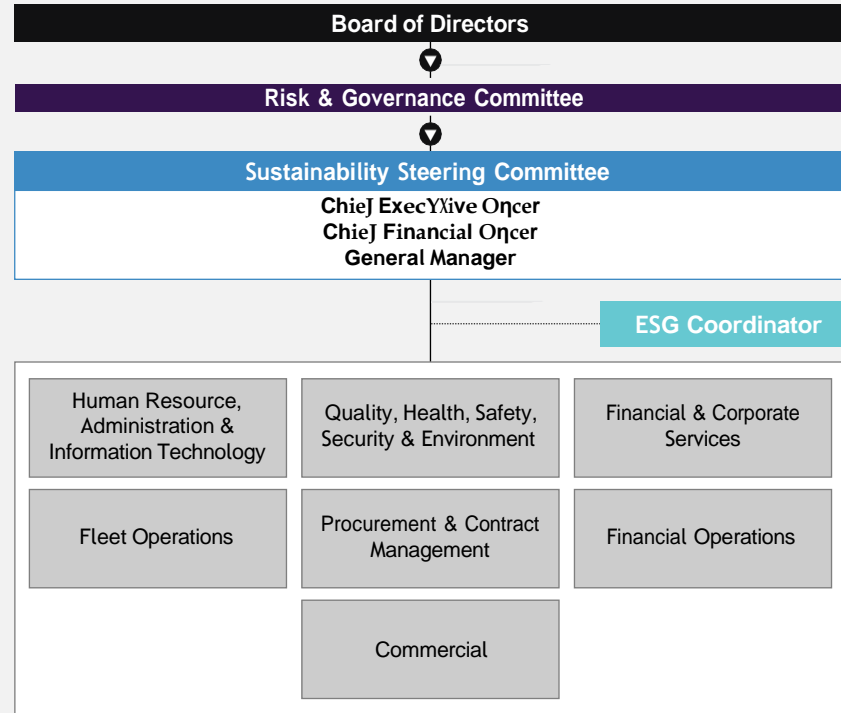 Board of Directors
Risk & Governance Committee
Sustainability Steering Committee
ChieJ ExecYXive Oηcer
ChieJ Financial Oηcer
General Manager
ESG Coordinator
Human Resource,
Administration &
Information Technology
Quality, Health, Safety,
Security & Environment
Financial & Corporate
Services
Fleet Operations
Procurement & Contract
Management
Financial Operations
Commercial